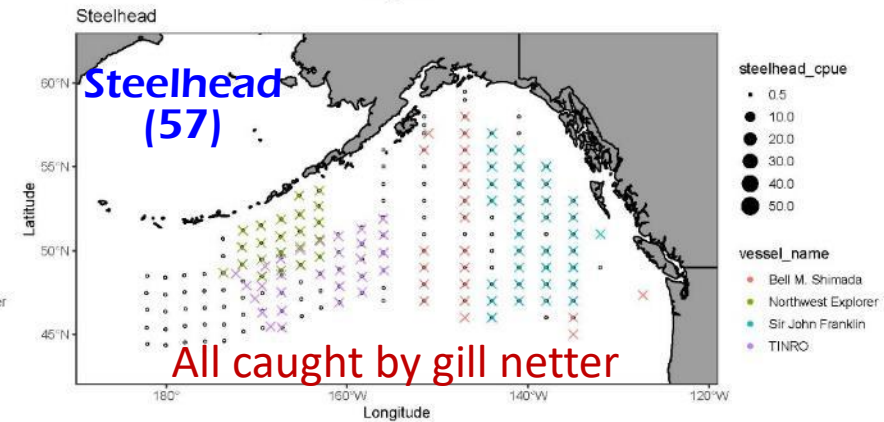 Steelhead
Steelhead
(57)
60°N
55°N
50°N
45°N
Latitude
er
180°
160°W
140°W
120°W
Longitude
All caught by gill netter
steelhead_cpue
0.5
10.0
20.0
30.0
40.0
50.0
vessel_name
Bell M. Shimada
Northwest Explorer
Sir John Franklin
TINRO